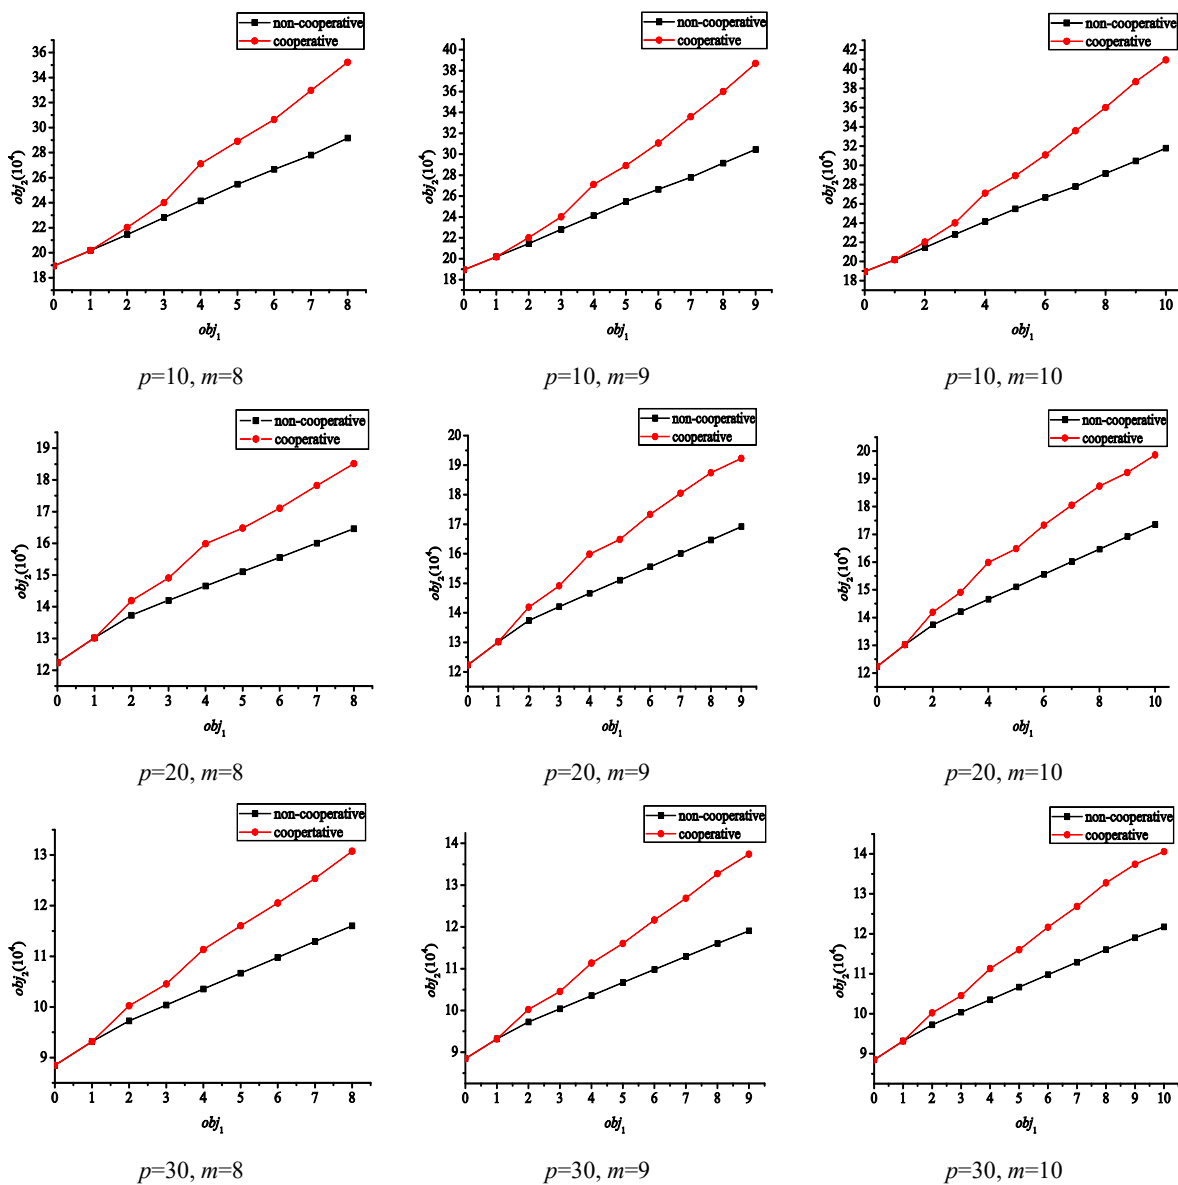 non-cooperative
cooperative
36
34
32
30
28
26
24
22
20
18
obj₂(10⁴)
0 1 2 3 4 5 6 7 8
obj₁
p=10, m=8
non-cooperative
cooperative
40
38
36
34
32
30
28
26
24
22
20
18
obj₂(10⁴)
0 1 2 3 4 5 6 7 8 9
obj₁
p=10, m=9
non-cooperative
cooperative
42
40
38
36
34
32
30
28
26
24
22
20
18
obj₂(10⁴)
0 2 4 6 8 10
obj₁
p=10, m=10
non-cooperative
cooperative
19
18
17
16
15
14
13
12
obj₂(10⁴)
0 1 2 3 4 5 6 7 8
obj₁
p=20, m=8
non-cooperative
cooperative
20
19
18
17
16
15
14
13
12
obj₂(10⁴)
0 1 2 3 4 5 6 7 8 9
obj₁
p=20, m=9
non-cooperative
cooperative
20
19
18
17
16
15
14
13
12
obj₂(10⁴)
0 2 4 6 8 10
obj₁
p=20, m=10
non-cooperative
coopertative
13
12
11
10
9
obj₂(10⁴)
0 1 2 3 4 5 6 7 8
obj₁
p=30, m=8
non-cooperative
cooperative
14
13
12
11
10
9
obj₂(10⁴)
0 1 2 3 4 5 6 7 8 9
obj₁
p=30, m=9
non-cooperative
cooperative
14
13
12
11
10
9
obj₂(10⁴)
0 1 2 3 4 5 6 7 8 9 10
obj₁
p=30, m=10